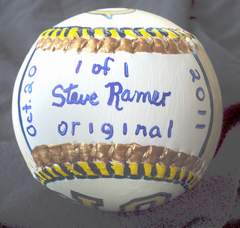 1 of 1
Steve Ramer
original
Oct. 20
2011